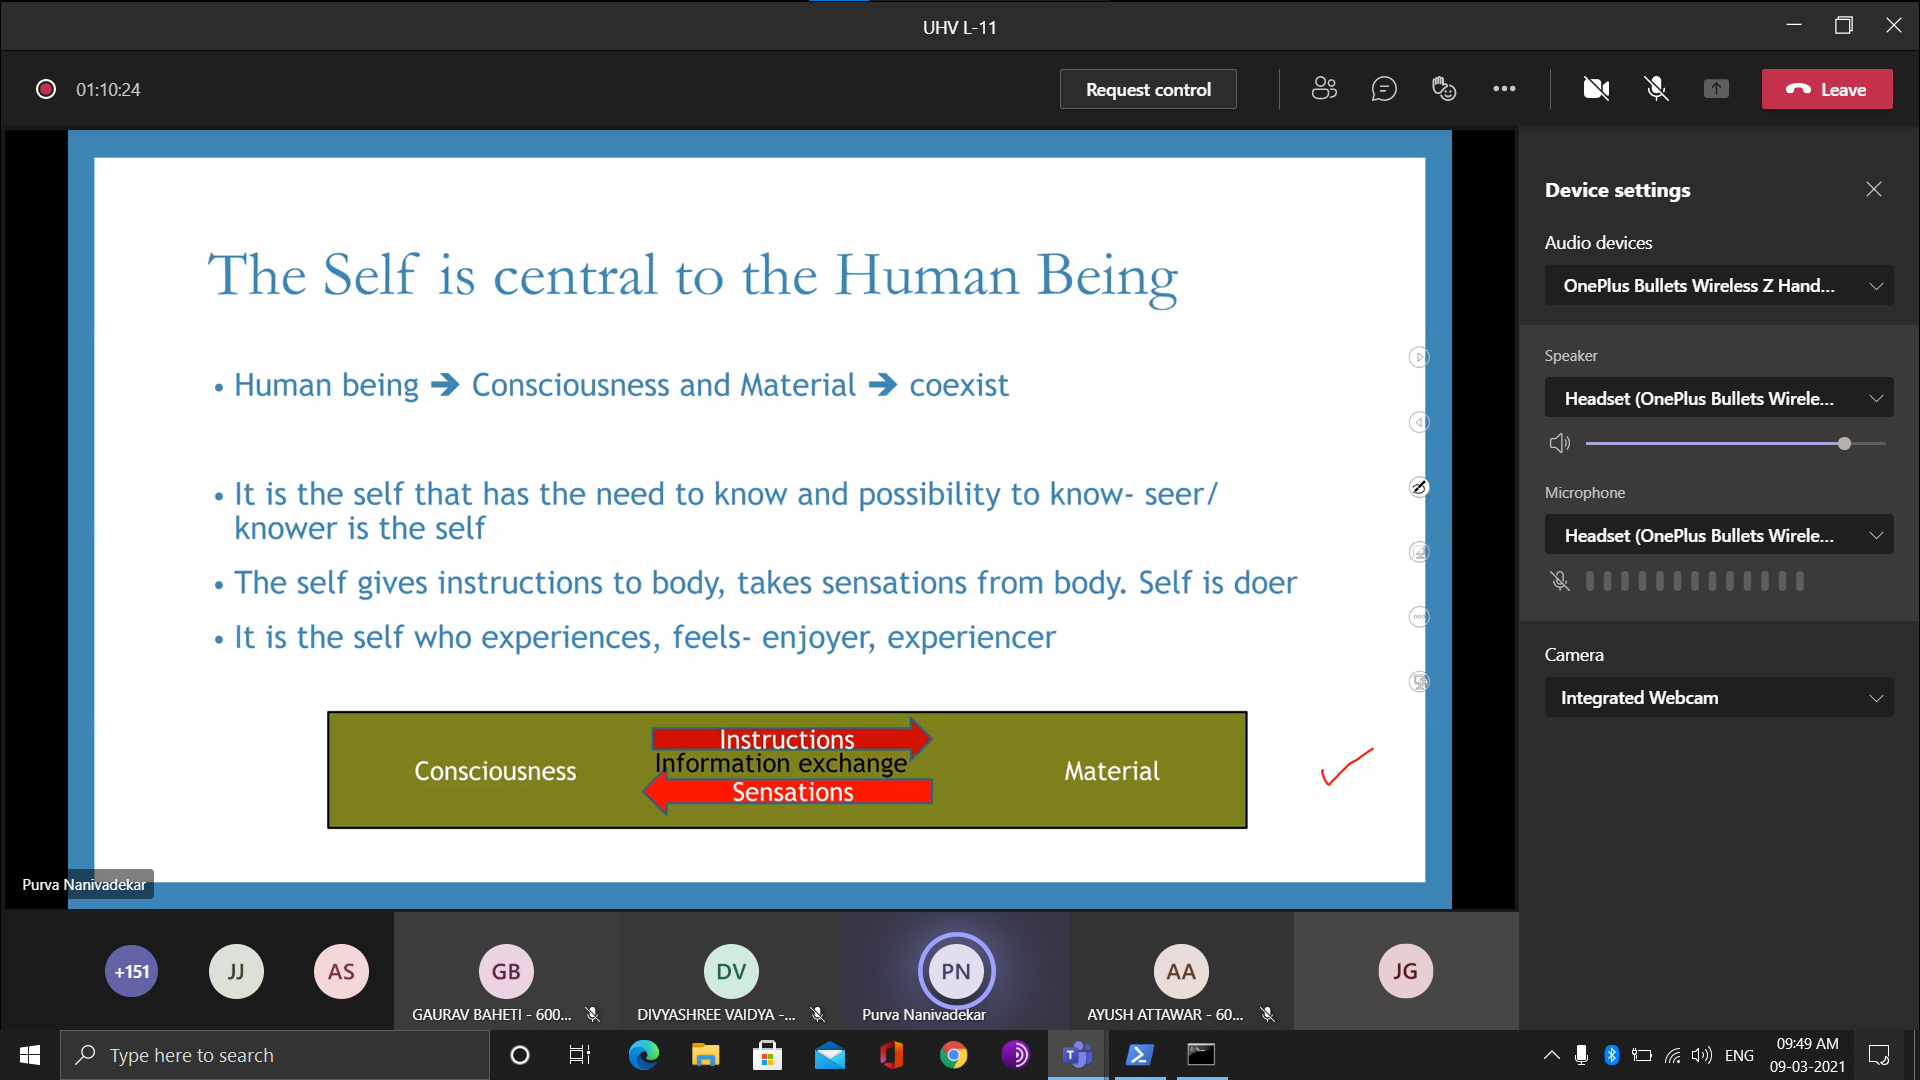 UHV L-11
01:10:24
Request control
Leave
The Self is central to the Human Being
• Human being ➔ Consciousness and Material ➔ coexist
• It is the self that has the need to know and possibility to know- seer/
knower is the self
• The self gives instructions to body, takes sensations from body. Self is doer
• It is the self who experiences, feels- enjoyer, experiencer
Instructions
Consciousness
Information exchange
Material
Sensations
Purva Nanivadekar
Device settings
Audio devices
OnePlus Bullets Wireless Z Hand...
Speaker
Headset (OnePlus Bullets Wirele...
Microphone
Headset (OnePlus Bullets Wirele...
Camera
Integrated Webcam
+151
JJ
AS
GB
DV
PN
AA
JG
GAURAV BAHETI - 600...
DIVYASHREE VAIDYA -...
Purva Nanivadekar
AYUSH ATTAWAR - 60...
Type here to search
ENG
09:49 AM
09-03-2021